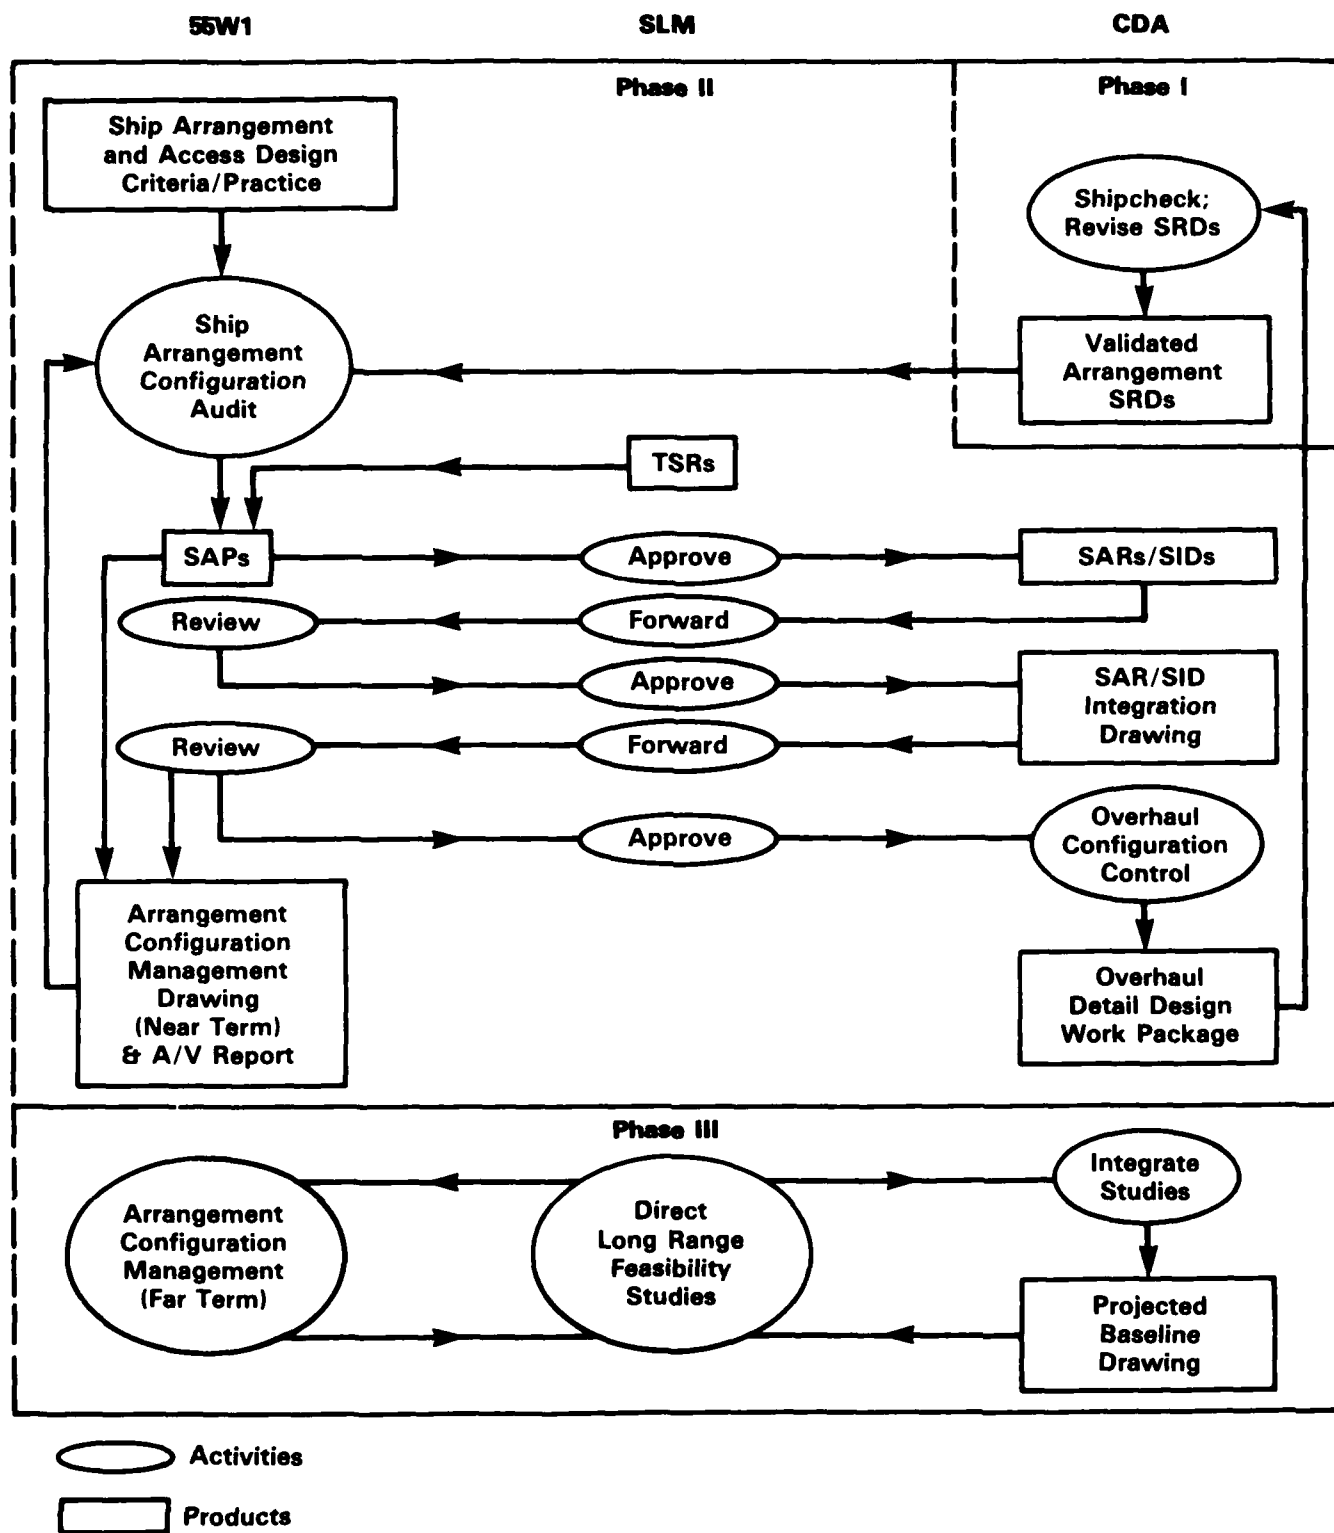 55W1
SLM
CDA
Phase II
Phase I
Ship Arrangement
and Access Design
Criteria/Practice
Shipcheck;
Revise SRDs
Ship
Arrangement
Configuration
Audit
Validated
Arrangement
SRDs
TSRs
SAPs
Approve
SARs/SIDs
Review
Forward
Approve
SAR/SID
Integration
Drawing
Review
Forward
Approve
Overhaul
Configuration
Control
Arrangement
Configuration
Management
Drawing
(Near Term)
& A/V Report
Overhaul
Detail Design
Work Package
Phase III
Arrangement
Configuration
Management
(Far Term)
Direct
Long Range
Feasibility
Studies
Integrate
Studies
Projected
Baseline
Drawing
Activities
Products